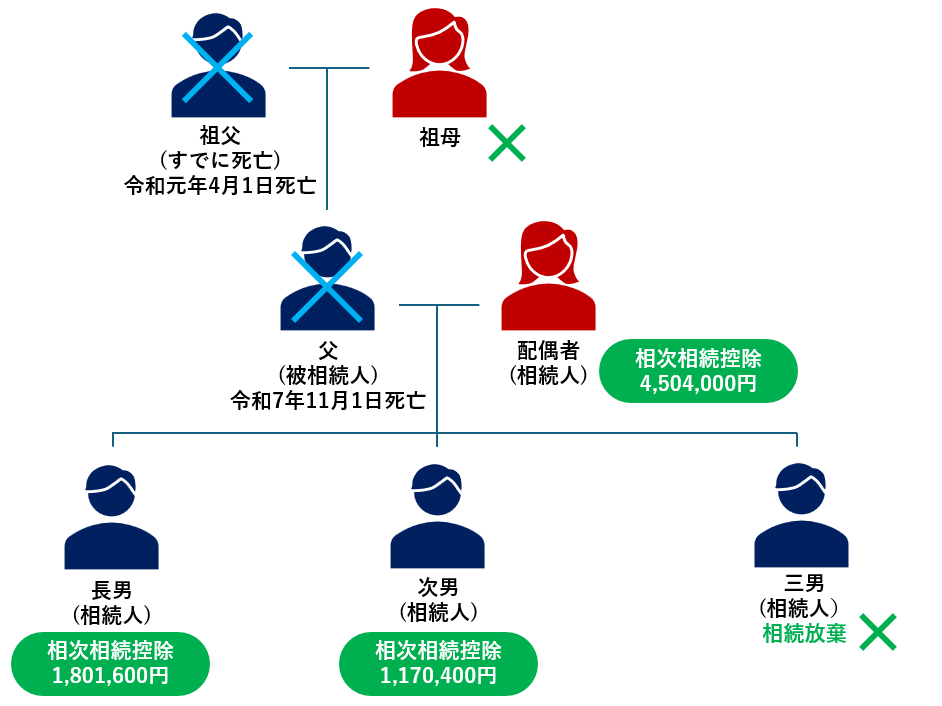 祖父
(すでに死亡)
令和元年4月1日死亡
祖母
父
(被相続人)
令和7年11月1日死亡
配偶者
(相続人)
相次相続控除
4,504,000円
長男
(相続人)
相次相続控除
1,801,600円
次男
(相続人)
相次相続控除
1,170,400円
三男
(相続人)
相続放棄